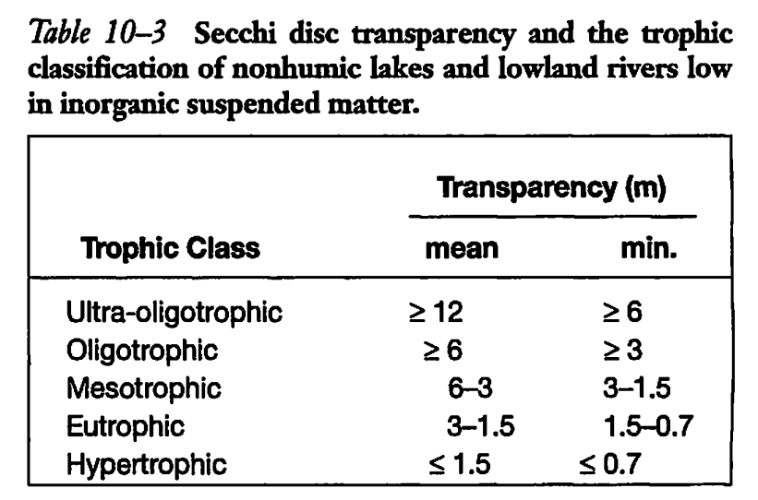 Table 10–3 Secchi disc transparency and the trophic
classification of nonhumic lakes and lowland rivers low
in inorganic suspended matter.
Transparency (m)
Trophic Class mean min.
Ultra-oligotrophic ≥ 12 ≥ 6
Oligotrophic ≥ 6 ≥ 3
Mesotrophic 6–3 3–1.5
Eutrophic 3–1.5 1.5–0.7
Hypertrophic ≤ 1.5 ≤ 0.7